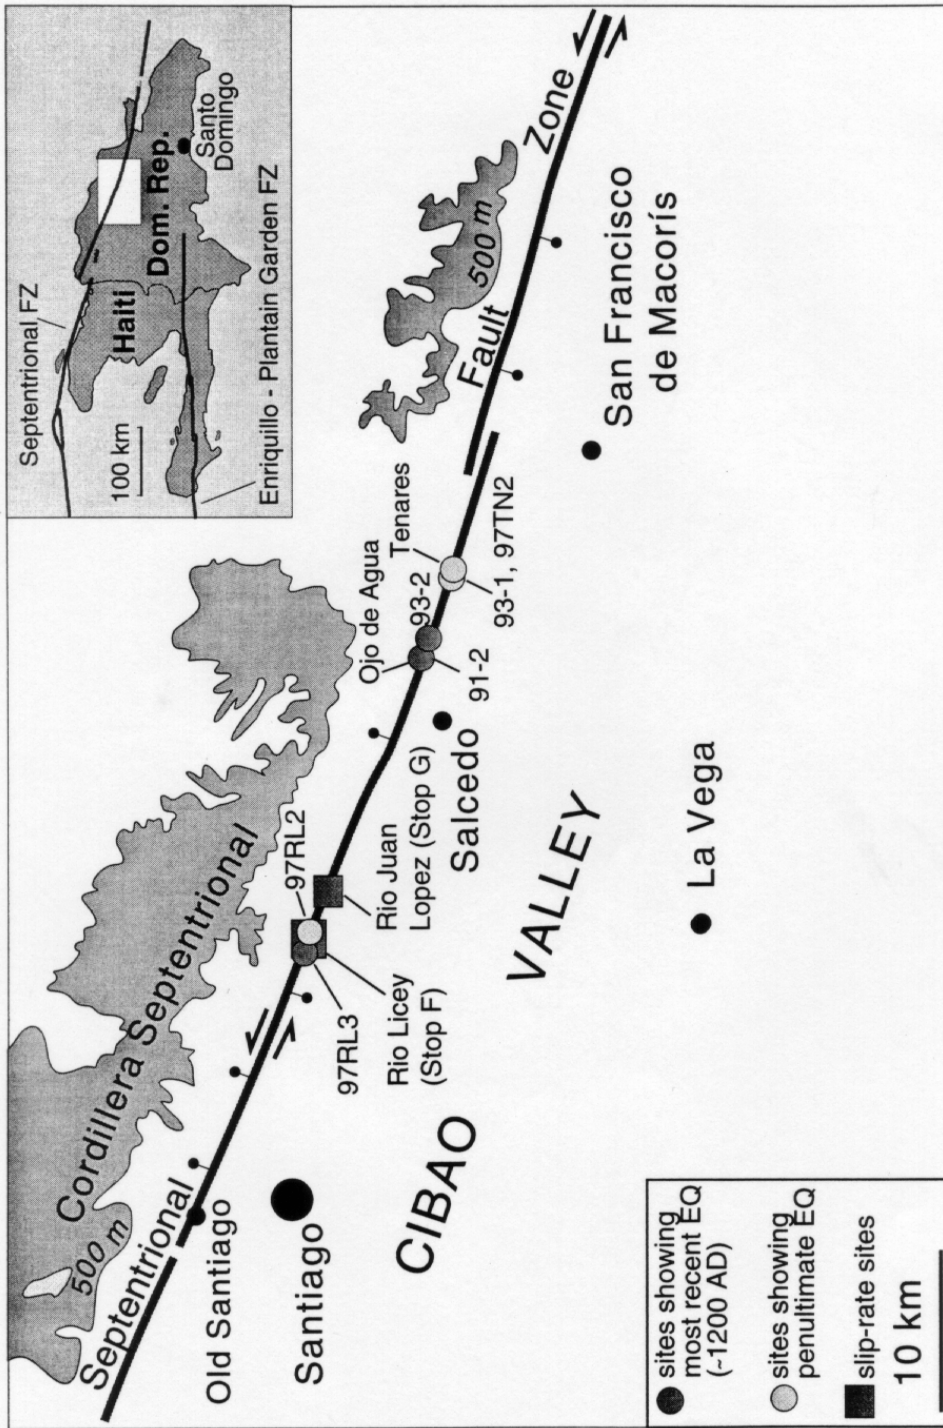 Septentrional FZ
Haiti
Dom. Rep.
Santo
Domingo
100 km
Enriquillo - Plantain Garden FZ
Cordillera Septentrional
500 m
500 m
Septentrional
Fault
Zone
Old Santiago
Santiago
97RL3
97RL2
Rio Licey
(Stop F)
Rio Juan
Lopez (Stop G)
Salcedo
Ojo de Agua
93-2
91-2
Tenares
93-1, 97TN2
San Francisco
de Macorís
CIBAO
VALLEY
La Vega
sites showing
most recent EQ
(~1200 AD)
sites showing
penultimate EQ
slip-rate sites
10 km